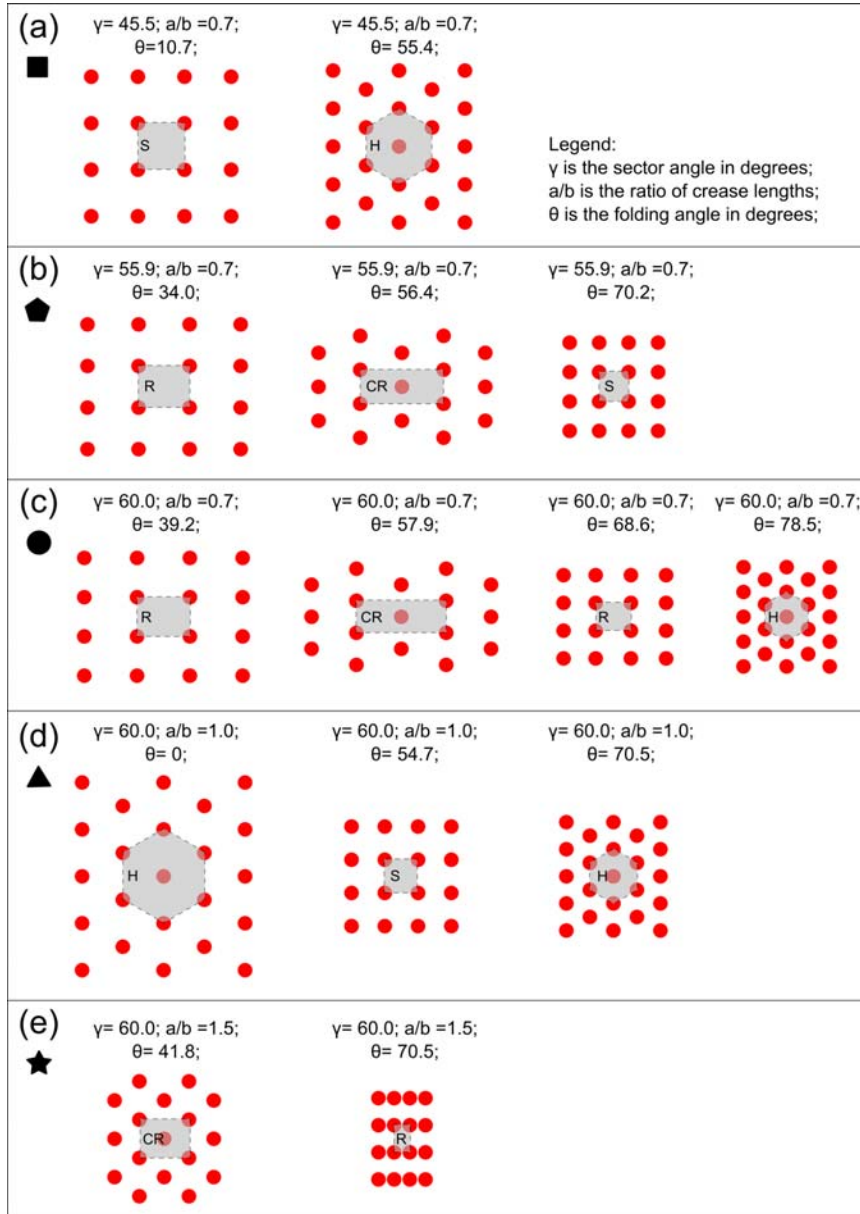 (a)
γ= 45.5; a/b =0.7; γ= 45.5; a/b =0.7;
θ=10.7; θ= 55.4;
S H
Legend:
γ is the sector angle in degrees;
a/b is the ratio of crease lengths;
θ is the folding angle in degrees;
(b)
γ= 55.9; a/b =0.7; γ= 55.9; a/b =0.7; γ= 55.9; a/b =0.7;
θ= 34.0; θ= 56.4; θ= 70.2;
R CR S
(c)
γ= 60.0; a/b =0.7; γ= 60.0; a/b =0.7; γ= 60.0; a/b =0.7; γ= 60.0; a/b =0.7;
θ= 39.2; θ= 57.9; θ= 68.6; θ= 78.5;
R CR R H
(d)
γ= 60.0; a/b =1.0; γ= 60.0; a/b =1.0; γ= 60.0; a/b =1.0;
θ= 0; θ= 54.7; θ= 70.5;
H S H
(e)
γ= 60.0; a/b =1.5; γ= 60.0; a/b =1.5;
θ= 41.8; θ= 70.5;
CR R